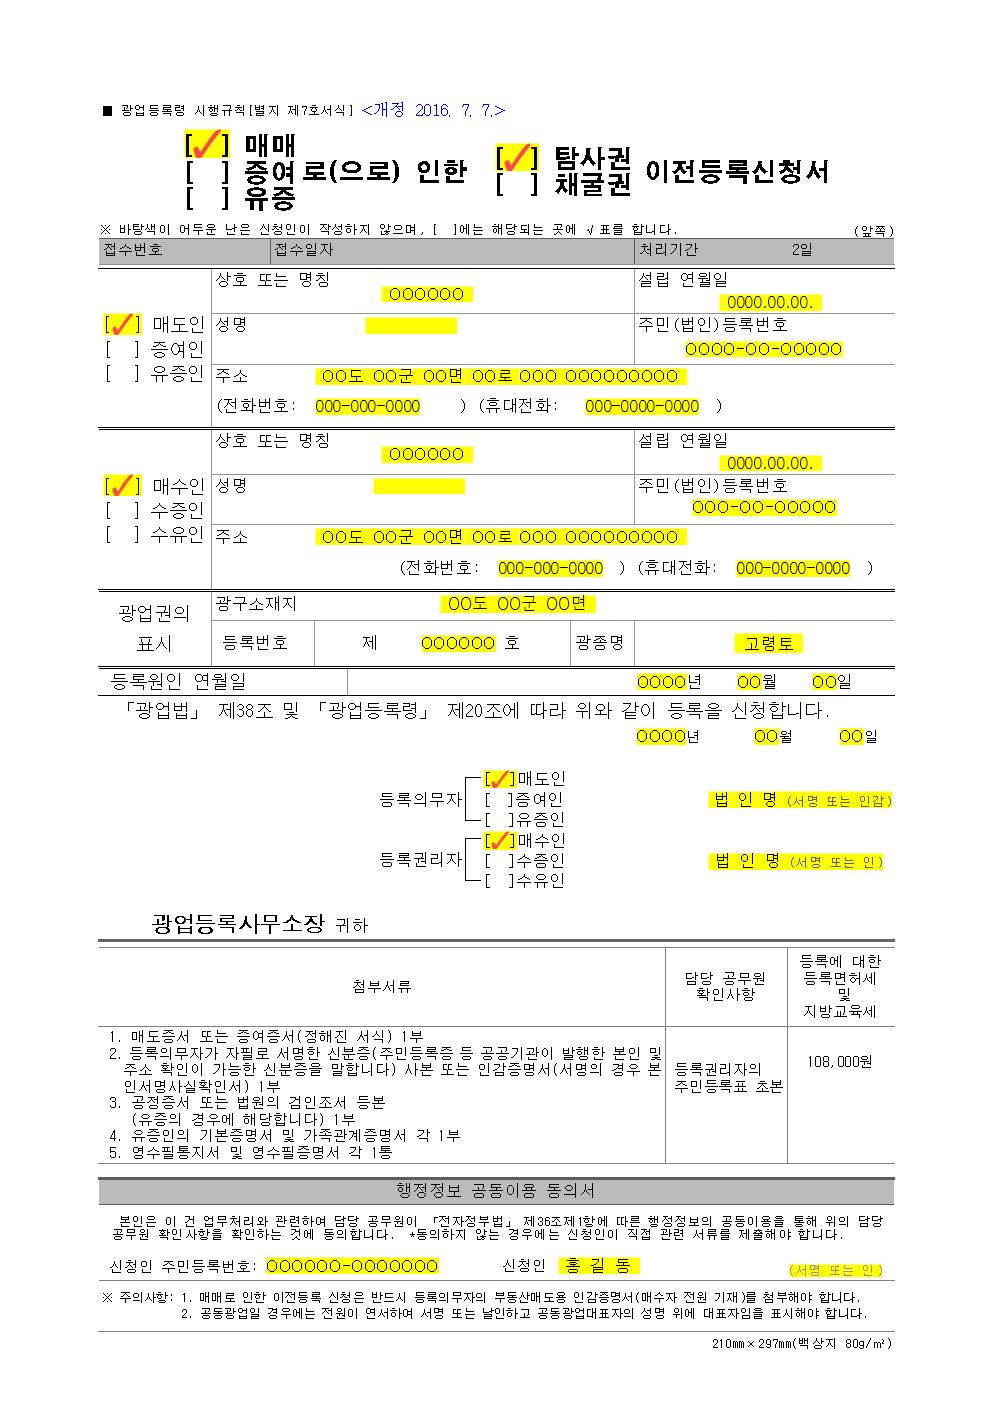 ■ 광업등록령 시행규칙[별지 제7호서식] <개정 2016. 7. 7.>
[✓] 매매
[ ] 증여 로(으로) 인한 [✓] 탐사권 이전등록신청서
[ ] 유증 [ ] 채굴권
※ 바탕색이 어두운 난은 신청인이 작성하지 않으며, [ ]에는 해당되는 곳에 √ 표를 합니다. (앞쪽)
접수번호 접수일자 처리기간 2일
[✓] 매도인
[ ] 증여인
[ ] 유증인
상호 또는 명칭 OOOOOO
설립 연월일 0000.00.00.
성명
주민(법인)등록번호 OOOO-OO-OOOOO
주소 OO도 OO군 OO면 OO로 OOO OOOOOOOOO
(전화번호: 000-000-0000 ) (휴대전화: 000-0000-0000 )
[✓] 매수인
[ ] 수증인
[ ] 수유인
상호 또는 명칭 OOOOOO
설립 연월일 0000.00.00.
성명
주민(법인)등록번호 OOO-OO-OOOOO
주소 OO도 OO군 OO면 OO로 OOO OOOOOOOOO
(전화번호: 000-000-0000 ) (휴대전화: 000-0000-0000 )
광업권의
표시
광구소재지 OO도 OO군 OO면
등록번호 제 OOOOOO 호 광종명 고령토
등록원인 연월일 OOOO년 OO월 OO일
「광업법」 제38조 및 「광업등록령」 제20조에 따라 위와 같이 등록을 신청합니다.
OOOO년 OO월 OO일
[✓]매도인
등록의무자 [ ]증여인 법 인 명 (서명 또는 인감)
[ ]유증인
[✓]매수인
등록권리자 [ ]수증인 법 인 명 (서명 또는 인)
[ ]수유인
광업등록사무소장 귀하
첨부서류
담당 공무원
확인사항
등록에 대한
등록면허세
및
지방교육세
1. 매도증서 또는 증여증서(정해진 서식) 1부
2. 등록의무자가 자필로 서명한 신분증(주민등록증 등 공공기관이 발행한 본인 및
주소 확인이 가능한 신분증을 말합니다) 사본 또는 인감증명서(서명의 경우 본
인서명사실확인서) 1부
3. 공정증서 또는 법원의 검인조서 등본
(유증의 경우에 해당합니다) 1부
4. 유증인의 기본증명서 및 가족관계증명서 각 1부
5. 영수필통지서 및 영수필증명서 각 1통
등록권리자의
주민등록표 초본
108,000원
행정정보 공동이용 동의서
본인은 이 건 업무처리와 관련하여 담당 공무원이 「전자정부법」 제36조제1항에 따른 행정정보의 공동이용을 통해 위의 담당
공무원 확인사항을 확인하는 것에 동의합니다. *동의하지 않는 경우에는 신청인이 직접 관련 서류를 제출해야 합니다.
신청인 주민등록번호: OOOOOO-OOOOOOO 신청인 홍 길 동 (서명 또는 인)
※ 주의사항: 1. 매매로 인한 이전등록 신청은 반드시 등록의무자의 부동산매도용 인감증명서(매수자 전원 기재)를 첨부해야 합니다.
2. 공동광업일 경우에는 전원이 연서하여 서명 또는 날인하고 공동광업대표자의 성명 위에 대표자임을 표시해야 합니다.
210㎜×297㎜(백상지 80g/㎡)